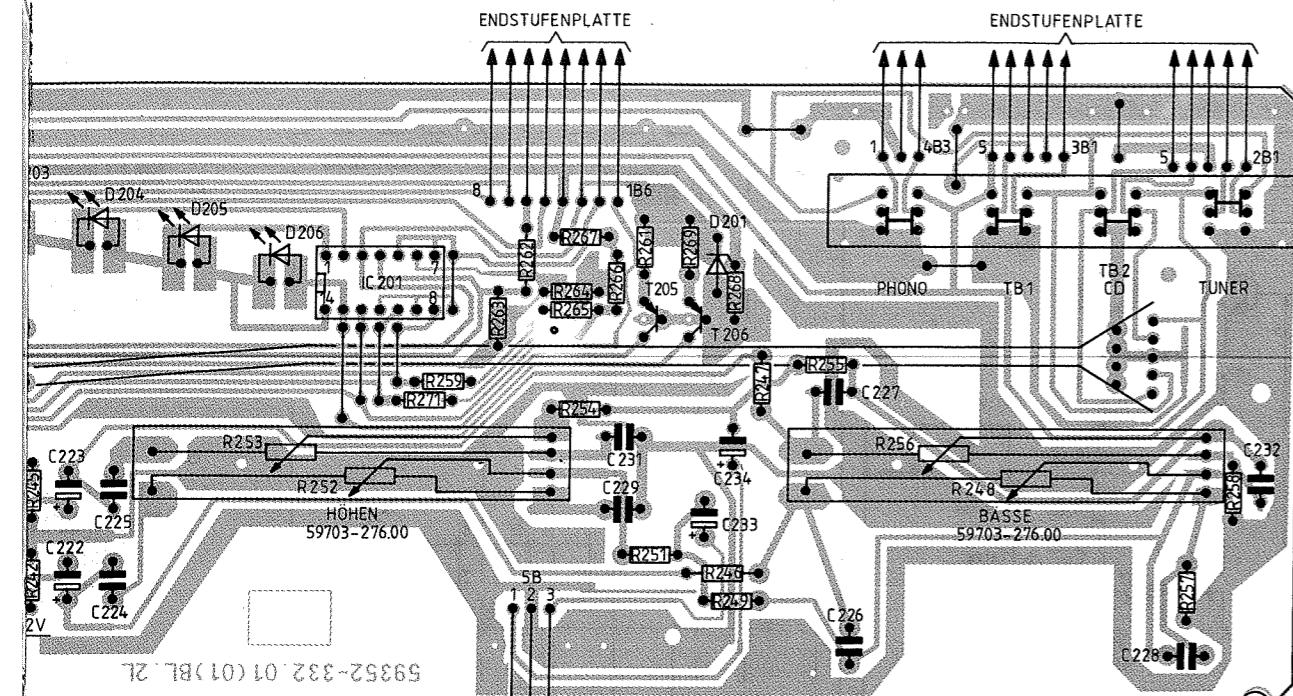 ENDSTUFENPLATTE
ENDSTUFENPLATTE
1 4B3
5 3B1
5 2B1
203
D204
D205
D206
8 1B6
D201
R267
R262
R261
R269
R266
R268
1 7
IC201
14 8
R264
R265
R263
T205
T206
PHONO
TB1
TB2
CD
TUNER
R259
R271
R247
R255
C227
R254
R253
R252
R256
R248
C223
C225
R245
C231
C229
C234
C233
C232
R258
HÖHEN
59703-276.00
BÄSSE
59703-276.00
C222
C224
R242
2V
R251
R246
R249
5B
1 2 3
C226
R257
C228
59352-332.01(01)BL.2L